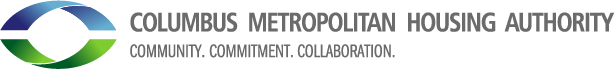 COLUMBUS METROPOLITAN HOUSING AUTHORITY
COMMUNITY. COMMITMENT. COLLABORATION.